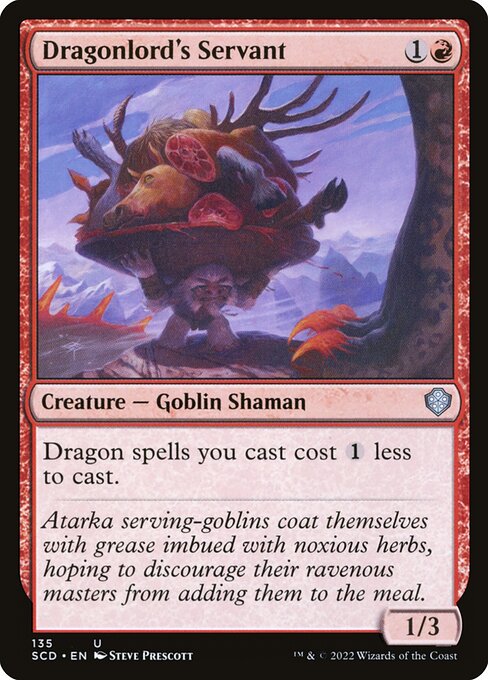 Dragonlord's Servant 1
Creature — Goblin Shaman
Dragon spells you cast cost 1 less
to cast.
Atarka serving-goblins coat themselves
with grease imbued with noxious herbs,
hoping to discourage their ravenous
masters from adding them to the meal.
1/3
135 U
SCD • EN Steve Prescott ™ & © 2022 Wizards of the Coast